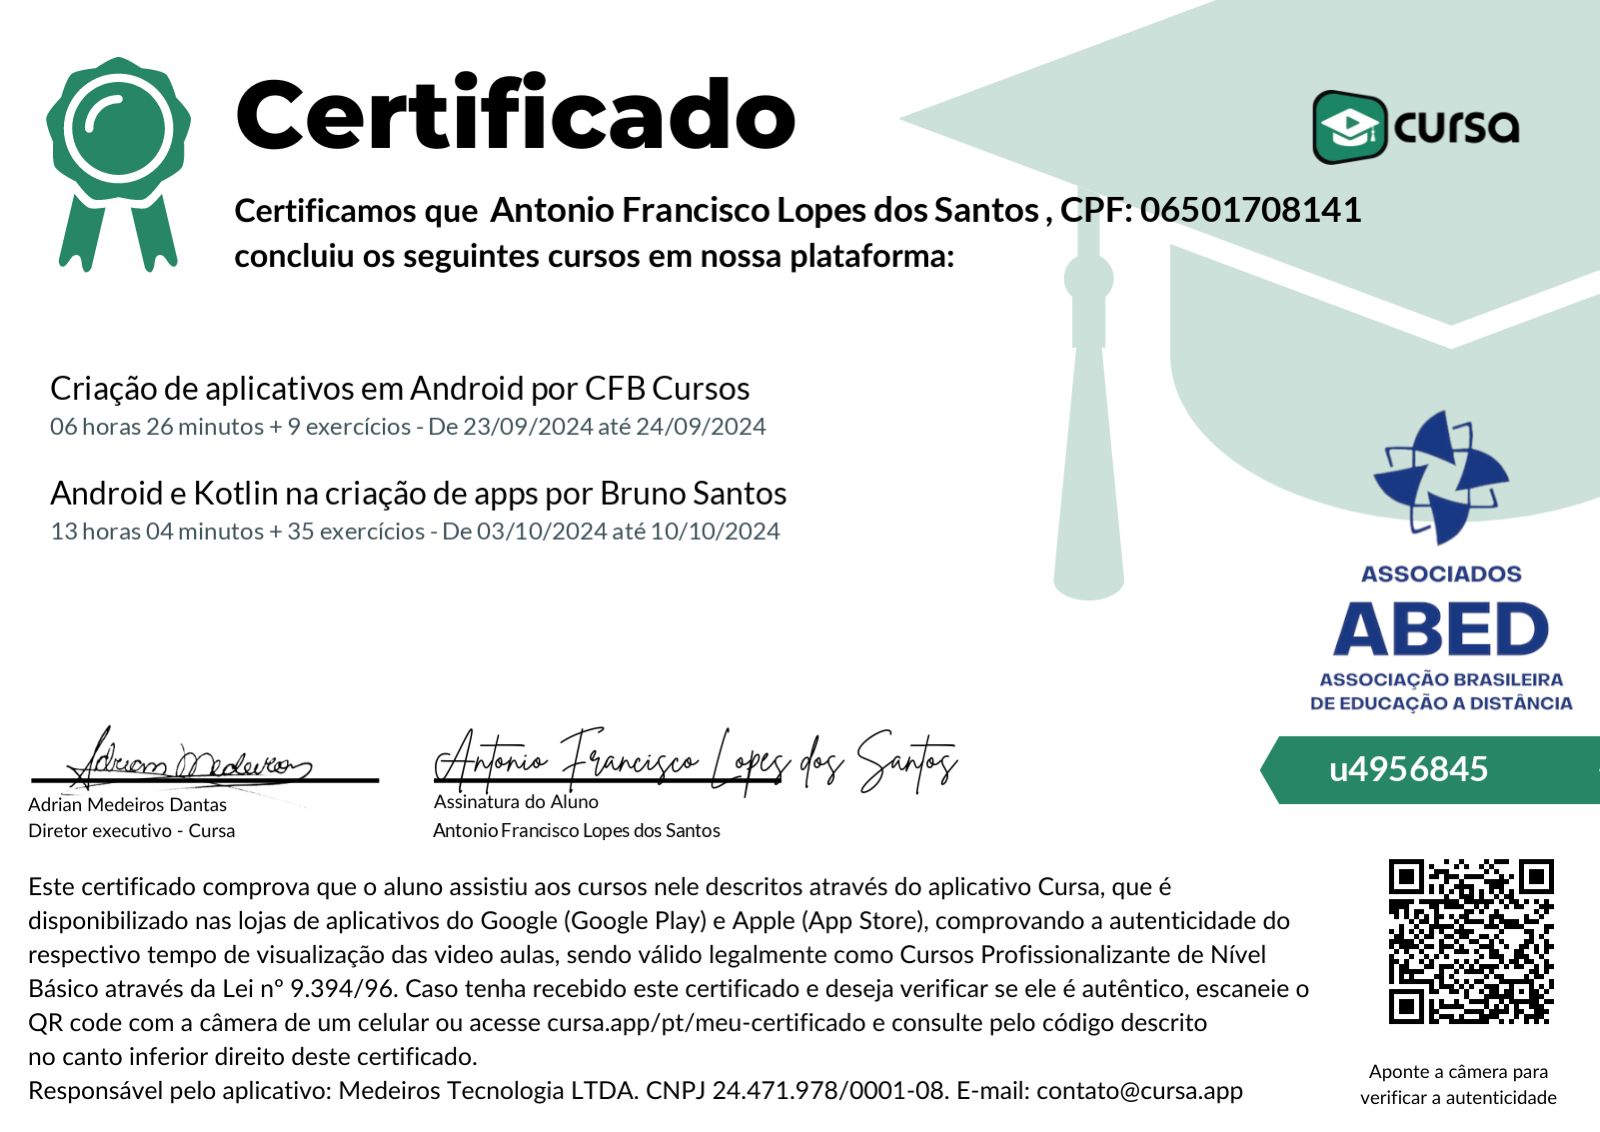 Certificado
cursa
Certificamos que Antonio Francisco Lopes dos Santos , CPF: 06501708141
concluiu os seguintes cursos em nossa plataforma:
Criação de aplicativos em Android por CFB Cursos
06 horas 26 minutos + 9 exercícios - De 23/09/2024 até 24/09/2024
Android e Kotlin na criação de apps por Bruno Santos
13 horas 04 minutos + 35 exercícios - De 03/10/2024 até 10/10/2024
ASSOCIADOS
ABED
ASSOCIAÇÃO BRASILEIRA
DE EDUCAÇÃO A DISTÂNCIA
Adrian Medeiros
Adrian Medeiros Dantas
Diretor executivo - Cursa
Antonio Francisco Lopes dos Santos
Assinatura do Aluno
Antonio Francisco Lopes dos Santos
u4956845
Este certificado comprova que o aluno assistiu aos cursos nele descritos através do aplicativo Cursa, que é
disponibilizado nas lojas de aplicativos do Google (Google Play) e Apple (App Store), comprovando a autenticidade do
respectivo tempo de visualização das video aulas, sendo válido legalmente como Cursos Profissionalizante de Nível
Básico através da Lei nº 9.394/96. Caso tenha recebido este certificado e deseja verificar se ele é autêntico, escaneie o
QR code com a câmera de um celular ou acesse cursa.app/pt/meu-certificado e consulte pelo código descrito
no canto inferior direito deste certificado.
Responsável pelo aplicativo: Medeiros Tecnologia LTDA. CNPJ 24.471.978/0001-08. E-mail: contato@cursa.app
Aponte a câmera para
verificar a autenticidade